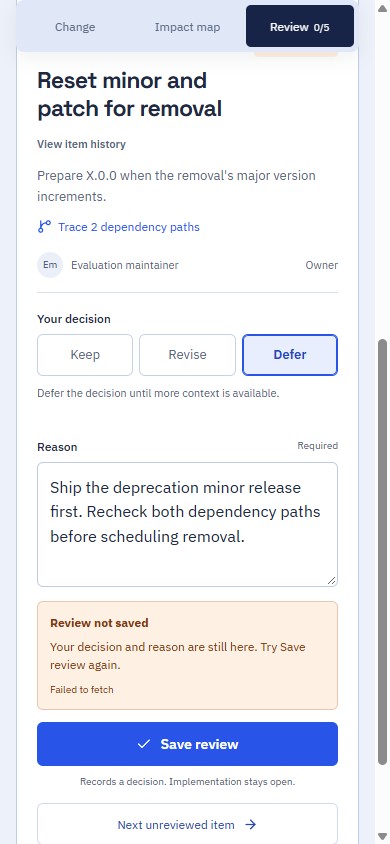 Change
Impact map
Review 0/5
Reset minor and
patch for removal
View item history
Prepare X.0.0 when the removal's major version
increments.
Trace 2 dependency paths
Em
Evaluation maintainer
Owner
Your decision
Keep
Revise
Defer
Defer the decision until more context is available.
Reason
Required
Ship the deprecation minor release
first. Recheck both dependency paths
before scheduling removal.
Review not saved
Your decision and reason are still here. Try Save
review again.
Failed to fetch
Save review
Records a decision. Implementation stays open.
Next unreviewed item